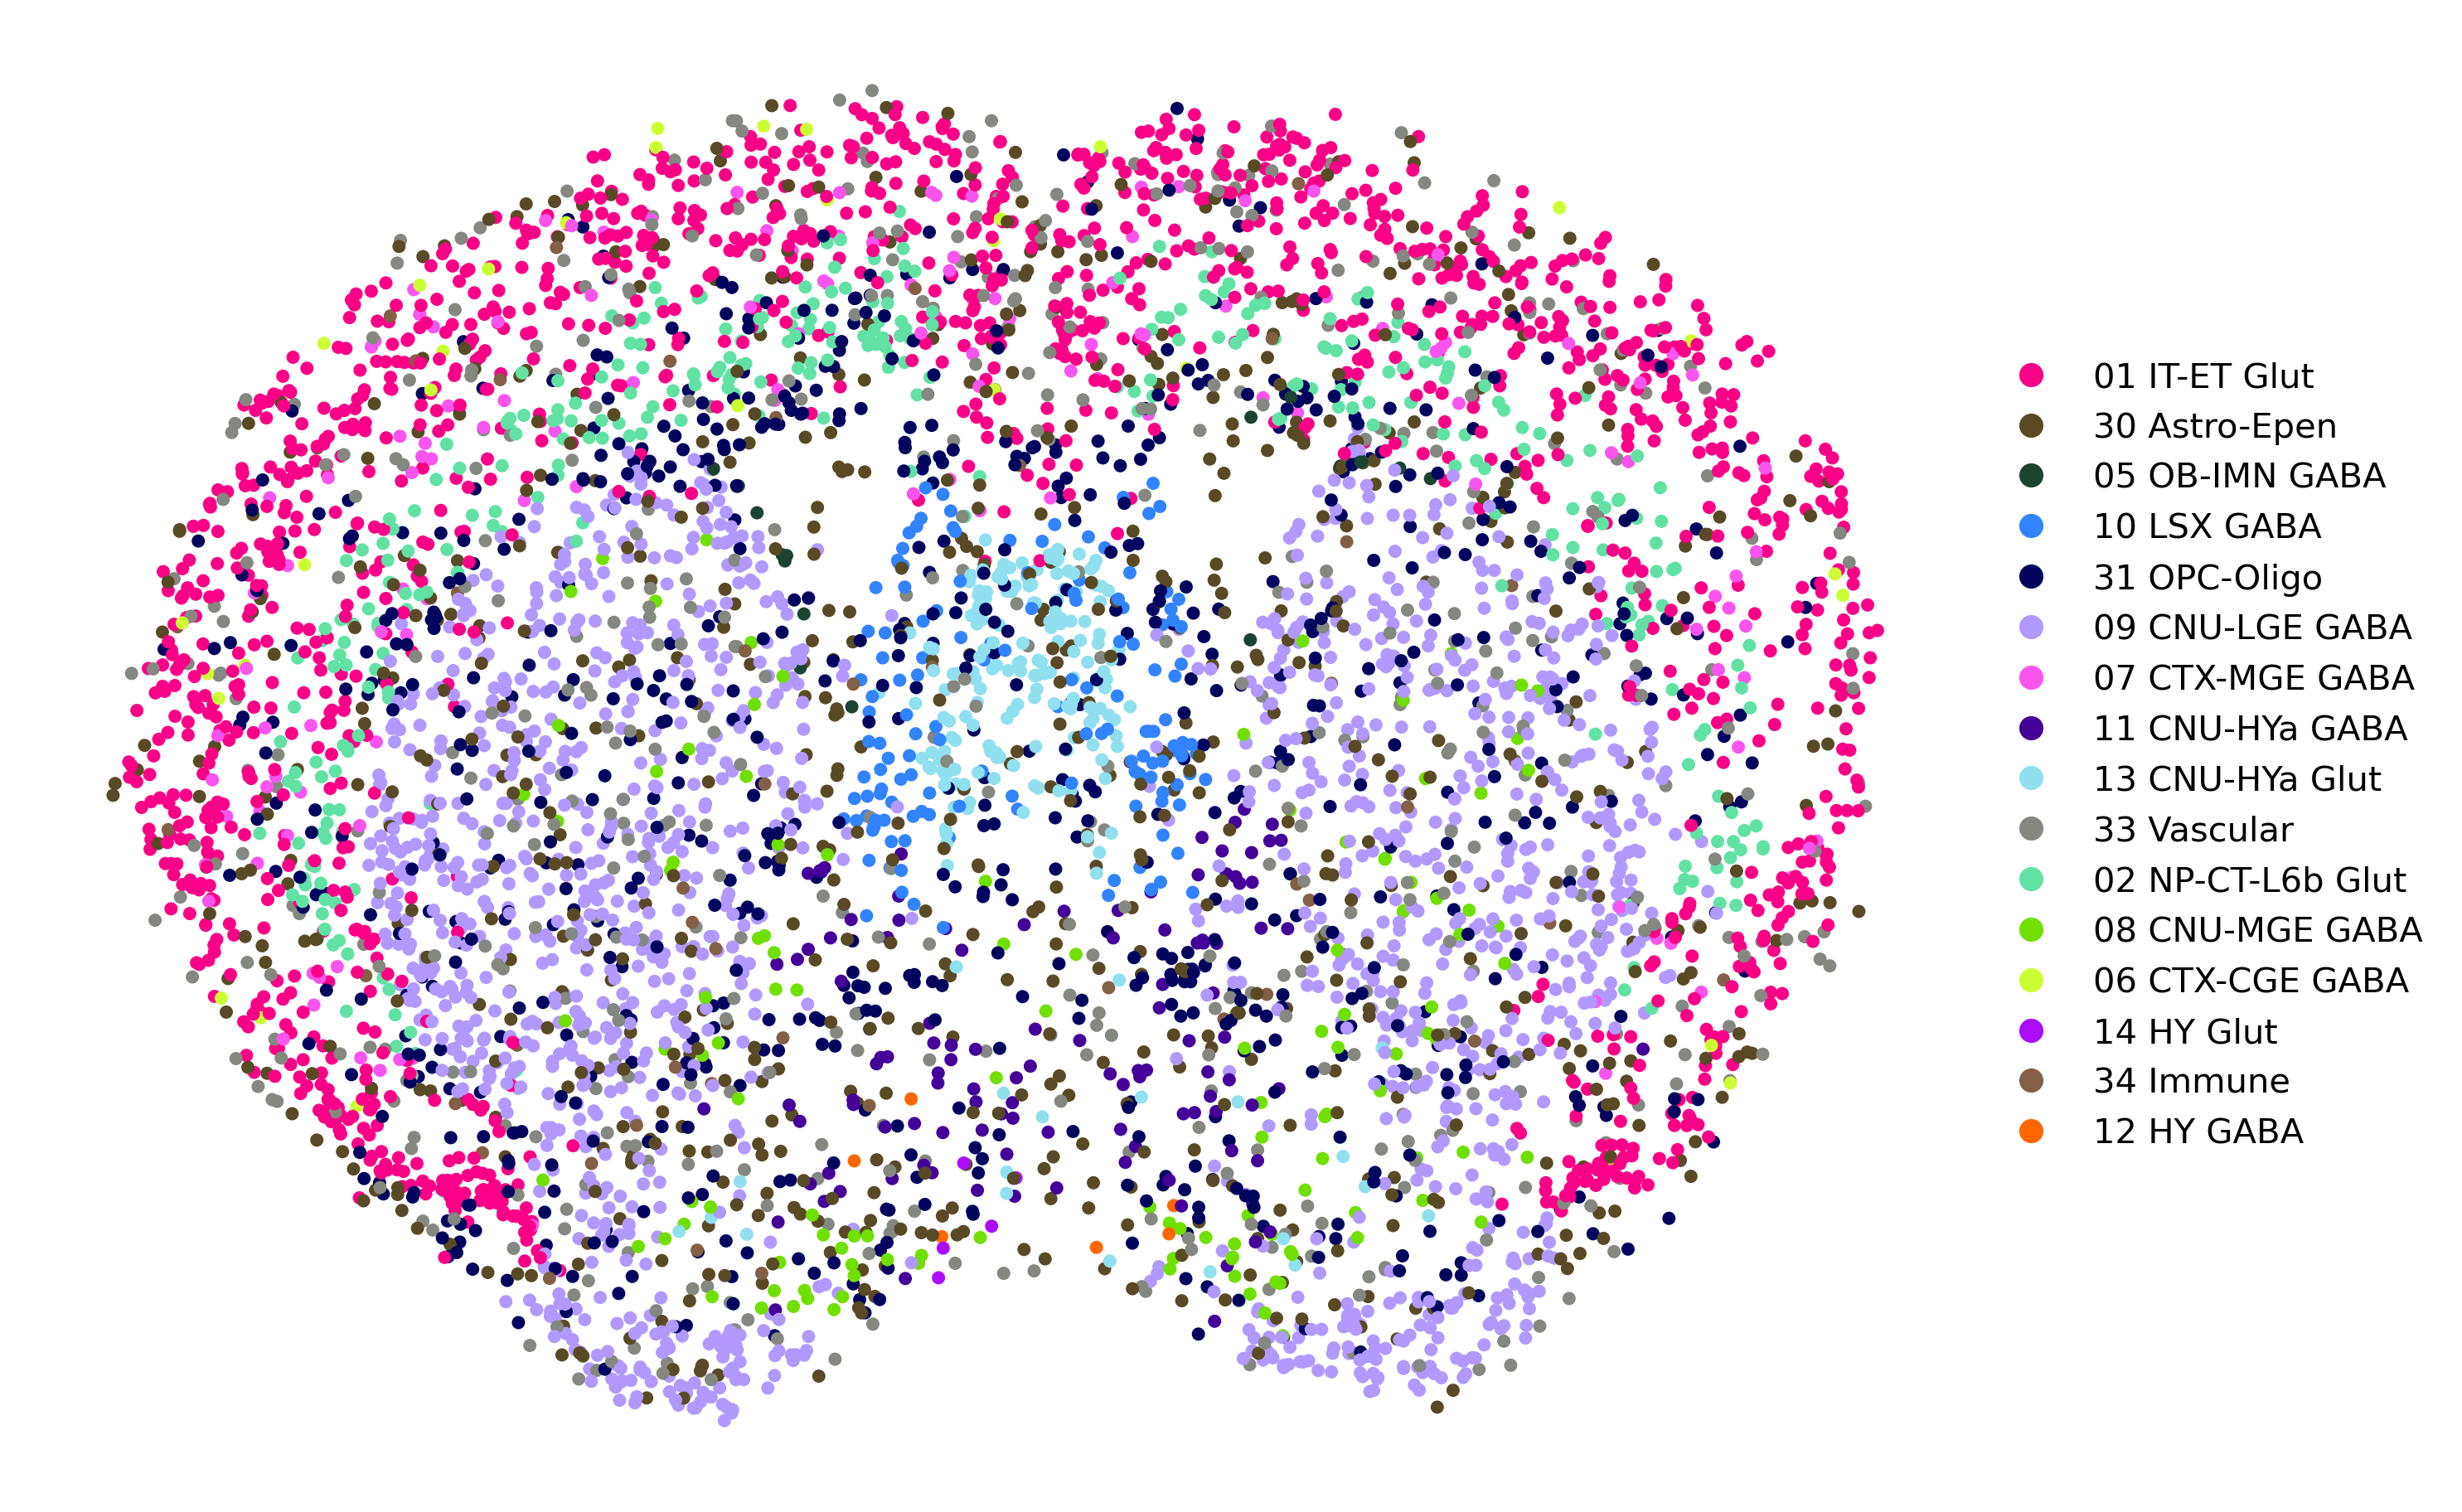 01 IT-ET Glut
30 Astro-Epen
05 OB-IMN GABA
10 LSX GABA
31 OPC-Oligo
09 CNU-LGE GABA
07 CTX-MGE GABA
11 CNU-HYa GABA
13 CNU-HYa Glut
33 Vascular
02 NP-CT-L6b Glut
08 CNU-MGE GABA
06 CTX-CGE GABA
14 HY Glut
34 Immune
12 HY GABA